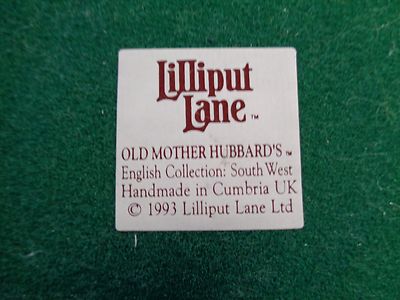 Lilliput
Lane™
OLD MOTHER HUBBARD'S™
English Collection: South West
Handmade in Cumbria UK
© 1993 Lilliput Lane Ltd